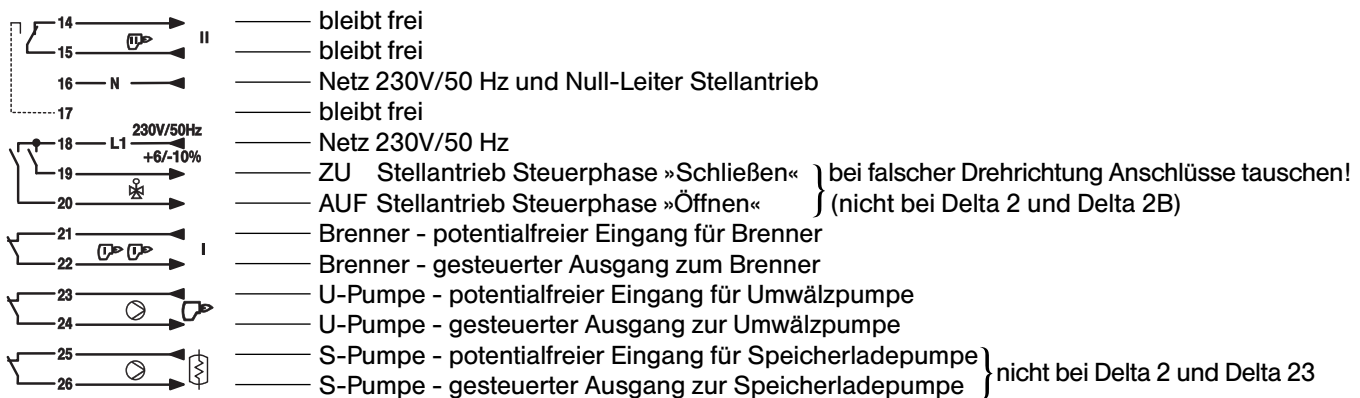 14 bleibt frei
II
15 bleibt frei
16 N Netz 230V/50 Hz und Null-Leiter Stellantrieb
17 bleibt frei
230V/50Hz
18 L1 Netz 230V/50 Hz
+6/-10%
19 ZU Stellantrieb Steuerphase »Schließen« bei falscher Drehrichtung Anschlüsse tauschen!
20 AUF Stellantrieb Steuerphase »Öffnen« (nicht bei Delta 2 und Delta 2B)
21 Brenner - potentialfreier Eingang für Brenner
I
22 Brenner - gesteuerter Ausgang zum Brenner
23 U-Pumpe - potentialfreier Eingang für Umwälzpumpe
24 U-Pumpe - gesteuerter Ausgang zur Umwälzpumpe
25 S-Pumpe - potentialfreier Eingang für Speicherladepumpe
nicht bei Delta 2 und Delta 23
26 S-Pumpe - gesteuerter Ausgang zur Speicherladepumpe